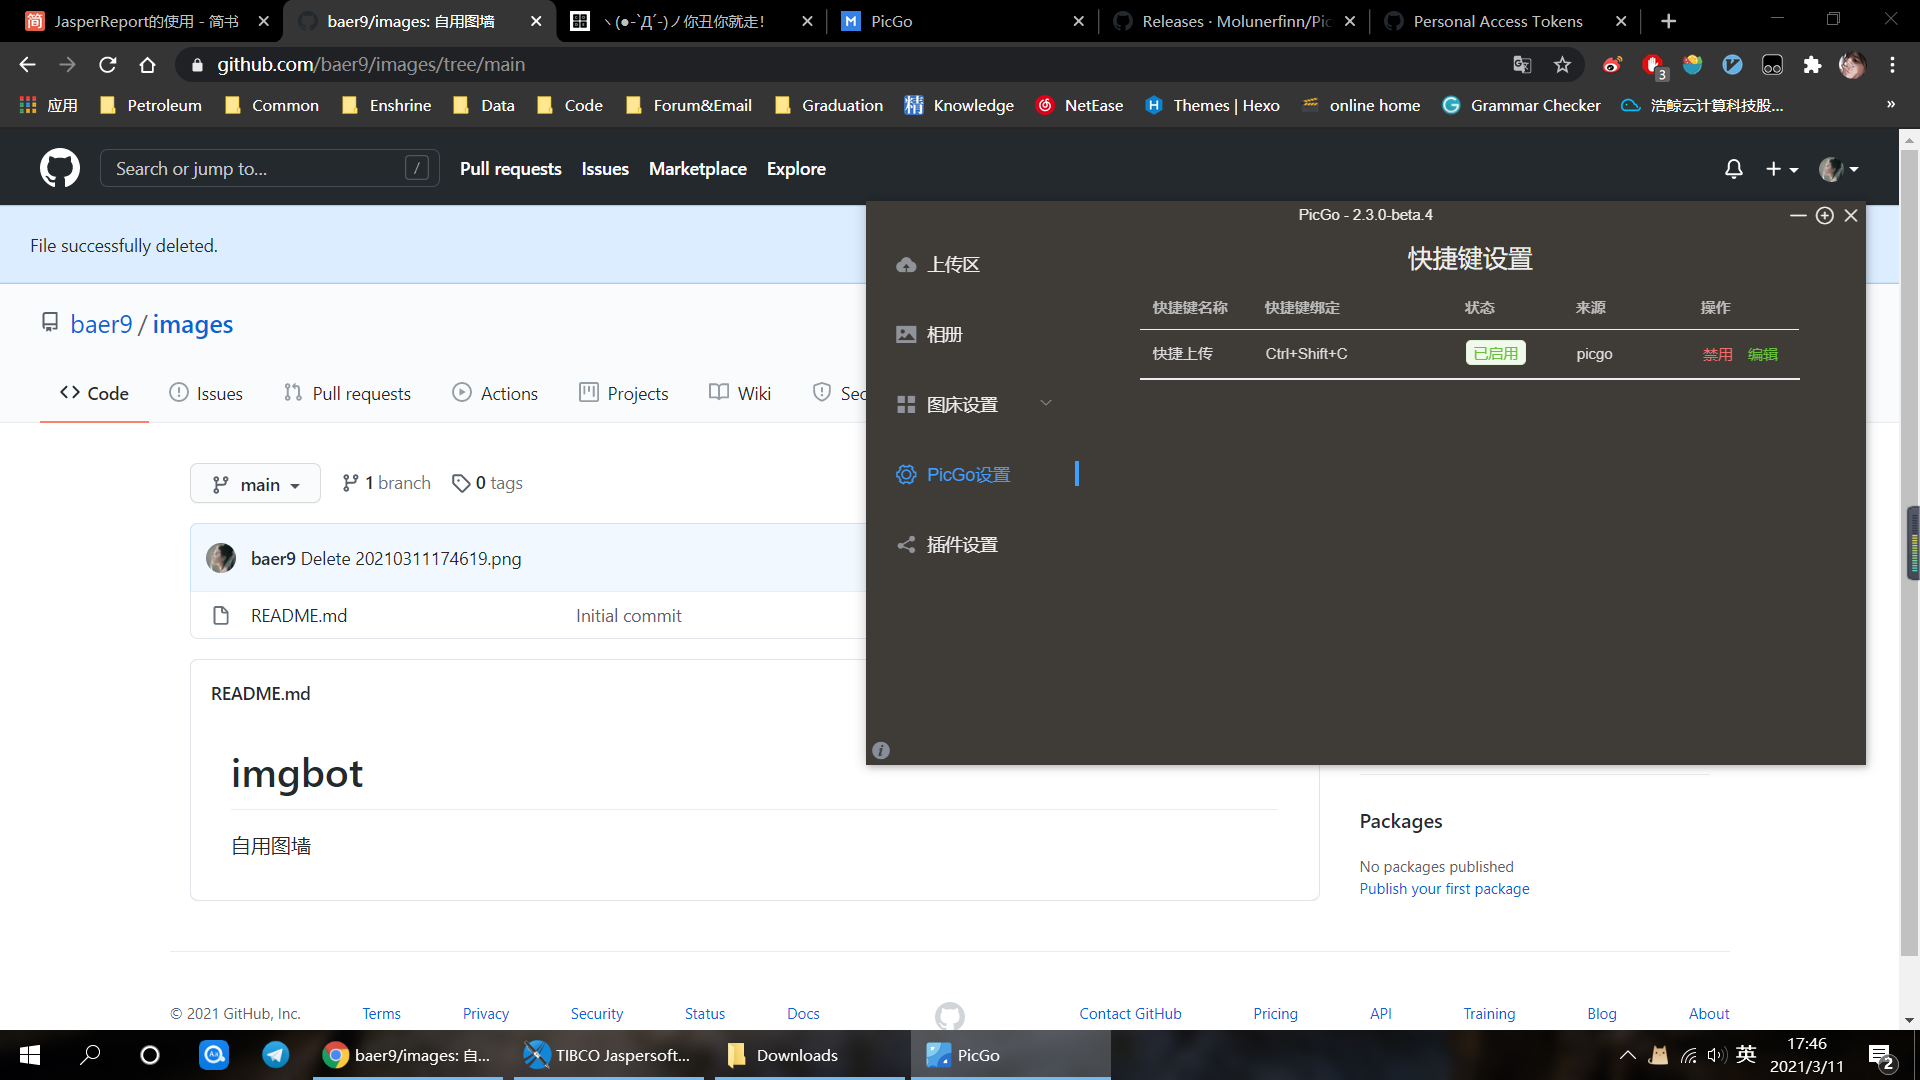 JasperReport的使用 - 简书
baer9/images: 自用图墙
ヽ(●-`Д´-)ノ你丑你就走！
PicGo
Releases · Molunerfinn/Pic
Personal Access Tokens
github.com/baer9/images/tree/main
3
应用
Petroleum
Common
Enshrine
Data
Code
Forum&Email
Graduation
Knowledge
NetEase
Themes | Hexo
online home
Grammar Checker
浩鲸云计算科技股...
»
Search or jump to...
/
Pull requests
Issues
Marketplace
Explore
File successfully deleted.
baer9 / images
Code
Issues
Pull requests
Actions
Projects
Wiki
Sec
main
1 branch
0 tags
baer9 Delete 20210311174619.png
README.md
Initial commit
README.md
imgbot
自用图墙
PicGo - 2.3.0-beta.4
上传区
相册
图床设置
PicGo设置
插件设置
快捷键设置
快捷键名称
快捷键绑定
状态
来源
操作
快捷上传
Ctrl+Shift+C
已启用
picgo
禁用
编辑
Packages
No packages published
Publish your first package
© 2021 GitHub, Inc.
Terms
Privacy
Security
Status
Docs
Contact GitHub
Pricing
API
Training
Blog
About
baer9/images: 自...
TIBCO Jaspersoft...
Downloads
PicGo
英
17:46
2021/3/11
2